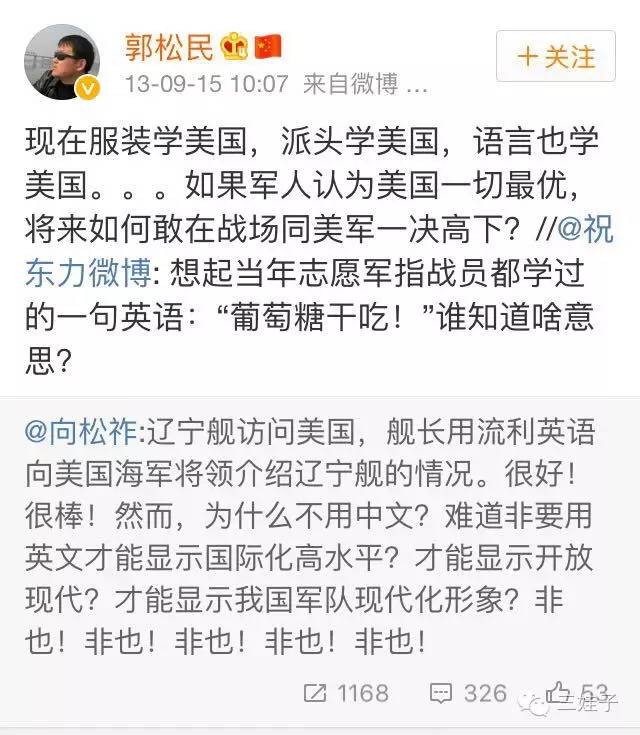 郭松民
13-09-15 10:07 来自微博 ...
+关注
现在服装学美国，派头学美国，语言也学
美国。。。如果军人认为美国一切最优，
将来如何敢在战场同美军一决高下？//@祝
东力微博: 想起当年志愿军指战员都学过
的一句英语：“葡萄糖干吃！”谁知道啥意
思？
@向松祚:辽宁舰访问美国，舰长用流利英语
向美国海军将领介绍辽宁舰的情况。很好！
很棒！然而，为什么不用中文？难道非要用
英文才能显示国际化高水平？才能显示开放
现代？才能显示我国军队现代化形象？非
也！非也！非也！非也！非也！
1168 326 53
三娃子